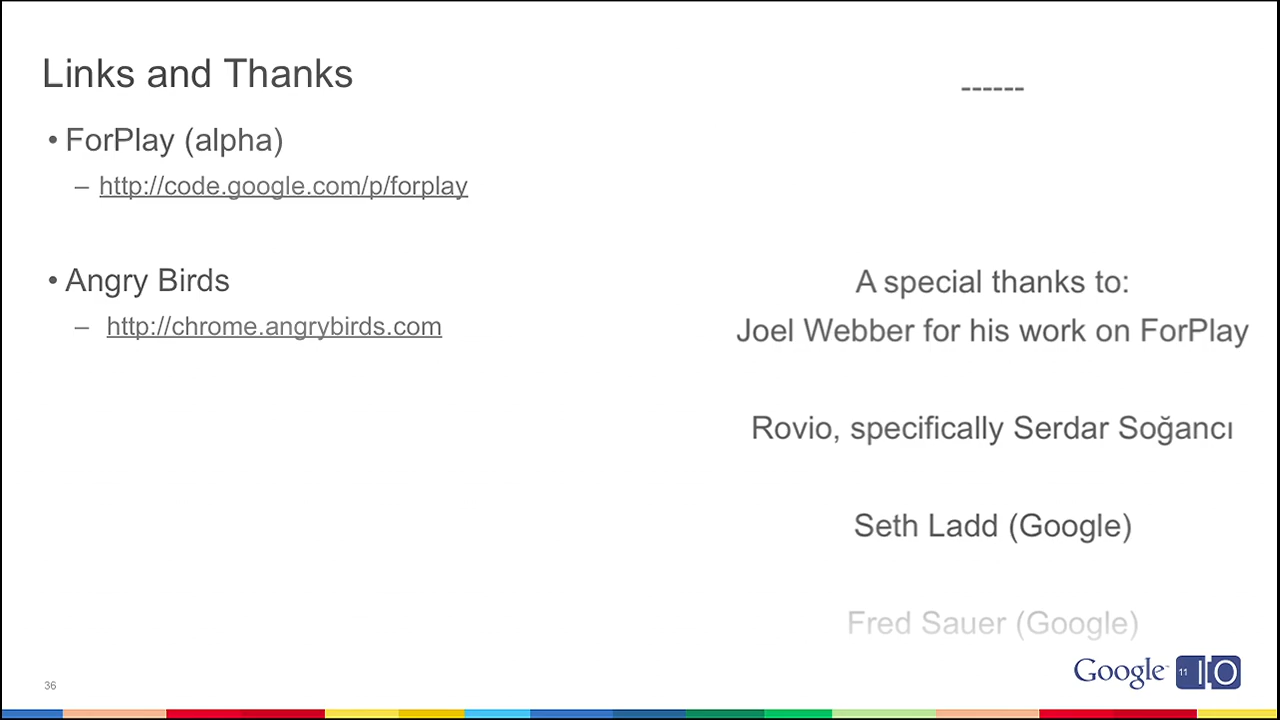 Links and Thanks
• ForPlay (alpha)
– http://code.google.com/p/forplay
• Angry Birds
– http://chrome.angrybirds.com
------
A special thanks to:
Joel Webber for his work on ForPlay
Rovio, specifically Serdar Soğancı
Seth Ladd (Google)
Fred Sauer (Google)
36
Google 11 IO